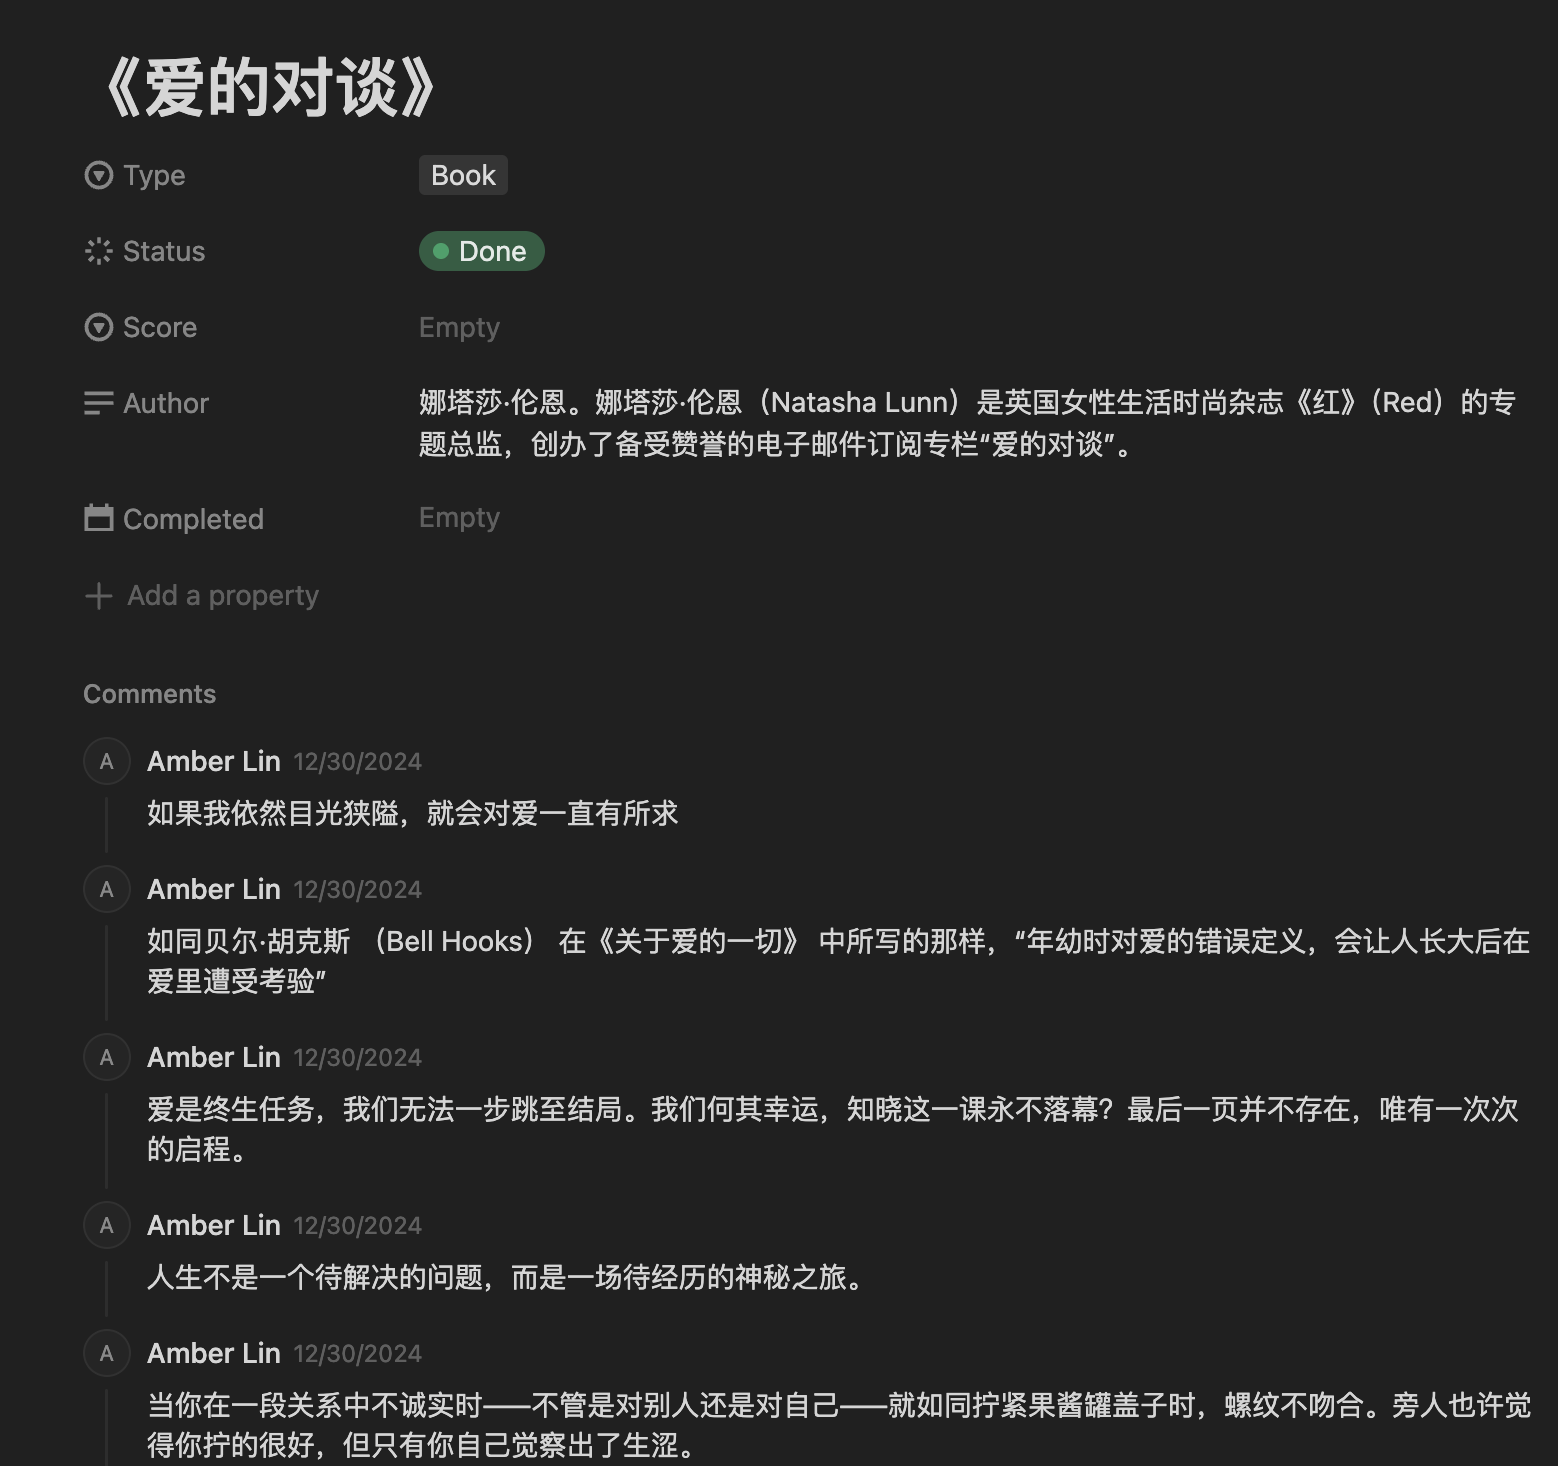 《爱的对谈》
Type
Book
Status
Done
Score
Empty
Author
娜塔莎·伦恩。娜塔莎·伦恩（Natasha Lunn）是英国女性生活时尚杂志《红》（Red）的专
题总监，创办了备受赞誉的电子邮件订阅专栏“爱的对谈”。
Completed
Empty
Add a property
Comments
A Amber Lin 12/30/2024
如果我依然目光狭隘，就会对爱一直有所求
A Amber Lin 12/30/2024
如同贝尔·胡克斯 （Bell Hooks） 在《关于爱的一切》 中所写的那样，“年幼时对爱的错误定义，会让人长大后在
爱里遭受考验”
A Amber Lin 12/30/2024
爱是终生任务，我们无法一步跳至结局。我们何其幸运，知晓这一课永不落幕？最后一页并不存在，唯有一次次
的启程。
A Amber Lin 12/30/2024
人生不是一个待解决的问题，而是一场待经历的神秘之旅。
A Amber Lin 12/30/2024
当你在一段关系中不诚实时——不管是对别人还是对自己——就如同拧紧果酱罐盖子时，螺纹不吻合。旁人也许觉
得你拧的很好，但只有你自己觉察出了生涩。